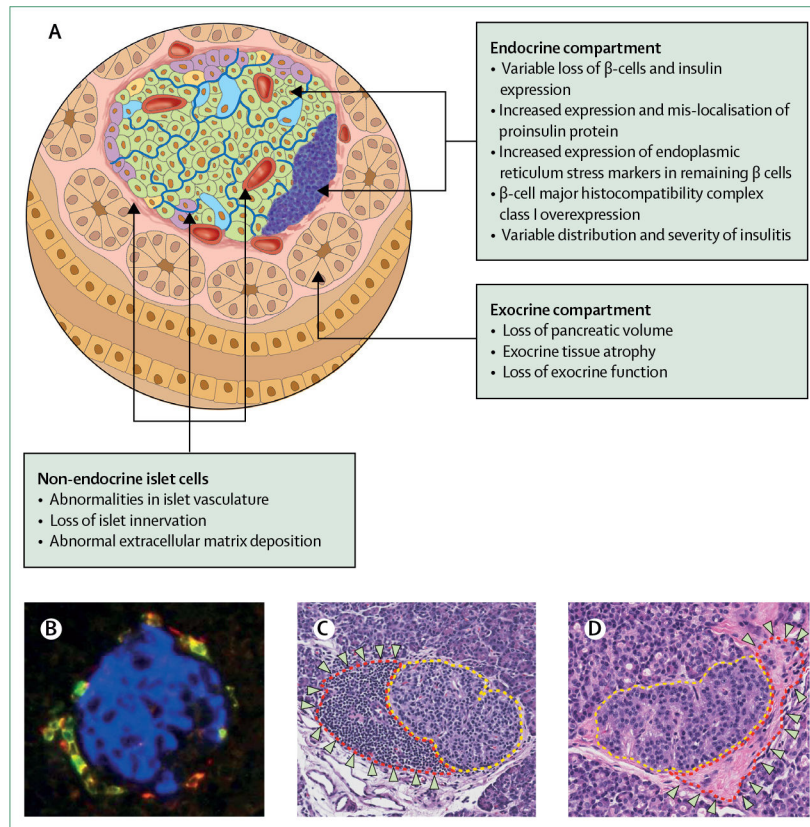 A
Endocrine compartment
• Variable loss of β-cells and insulin
expression
• Increased expression and mis-localisation of
proinsulin protein
• Increased expression of endoplasmic
reticulum stress markers in remaining β cells
• β-cell major histocompatibility complex
class I overexpression
• Variable distribution and severity of insulitis
Exocrine compartment
• Loss of pancreatic volume
• Exocrine tissue atrophy
• Loss of exocrine function
Non-endocrine islet cells
• Abnormalities in islet vasculature
• Loss of islet innervation
• Abnormal extracellular matrix deposition
B
C
D